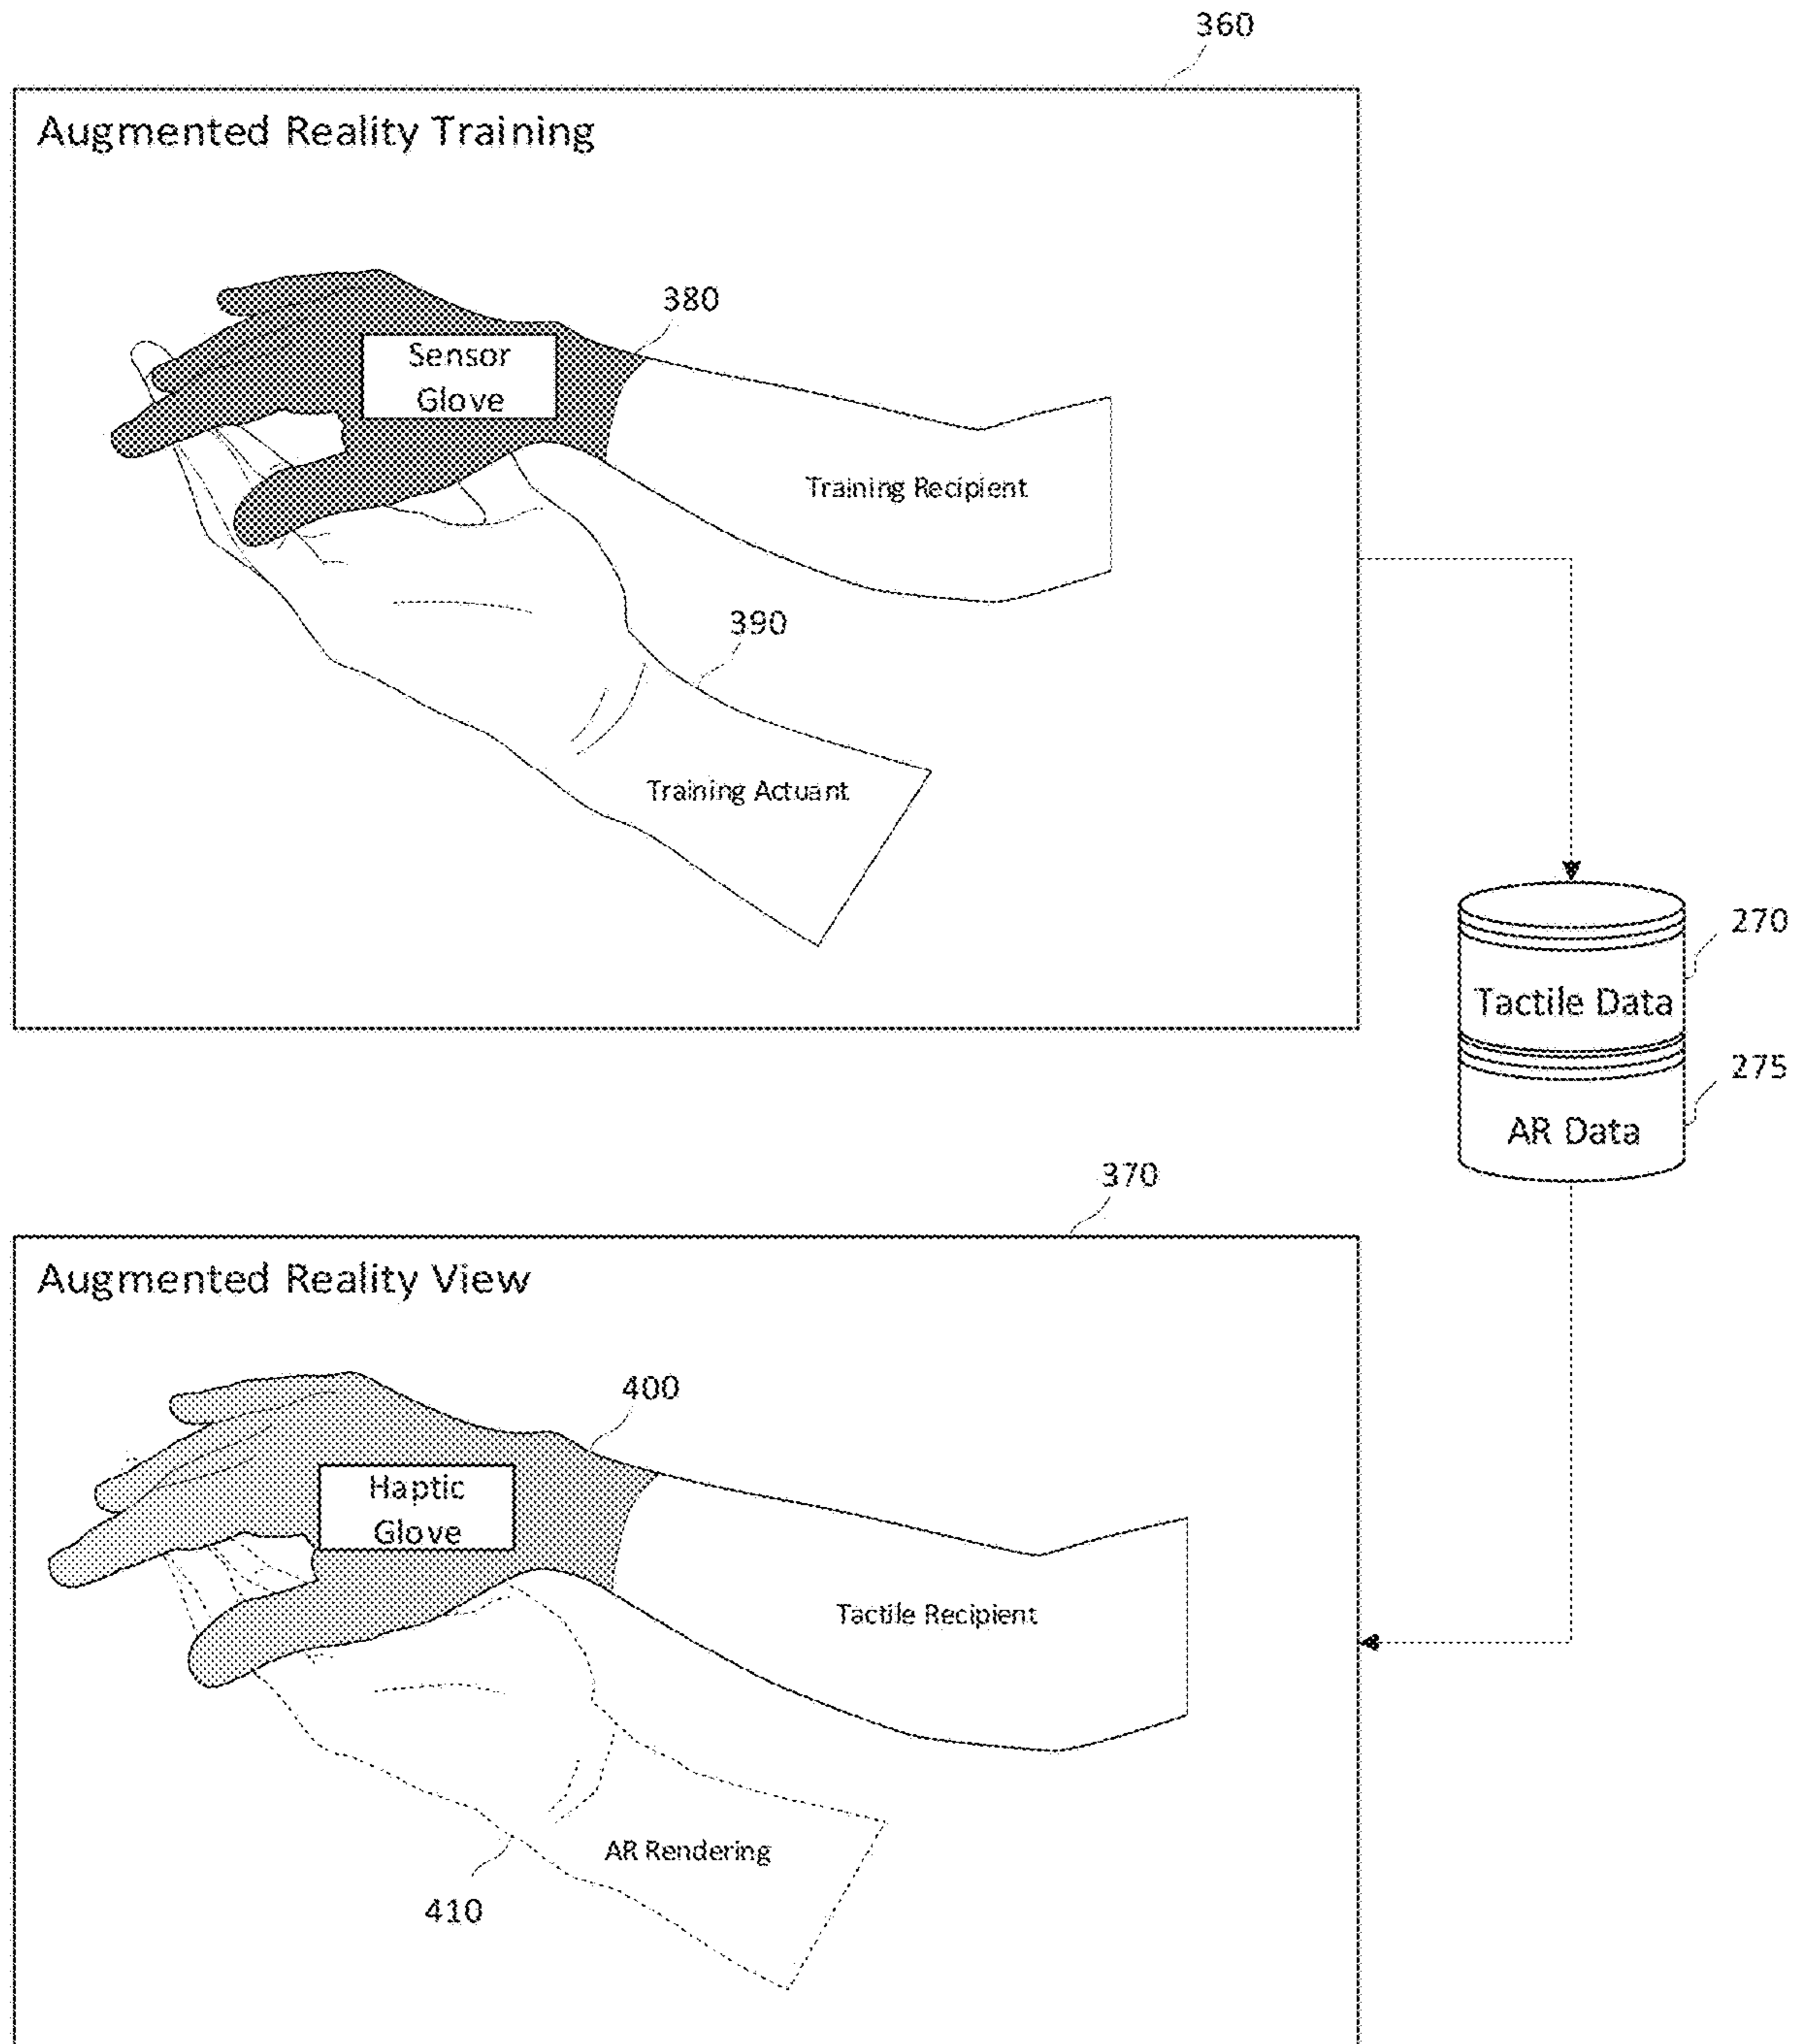 360
Augmented Reality Training
380
Sensor
Glove
Training Recipient
390
Training Actuant
270
Tactile Data
275
AR Data
370
Augmented Reality View
400
Haptic
Glove
Tactile Recipient
AR Rendering
410